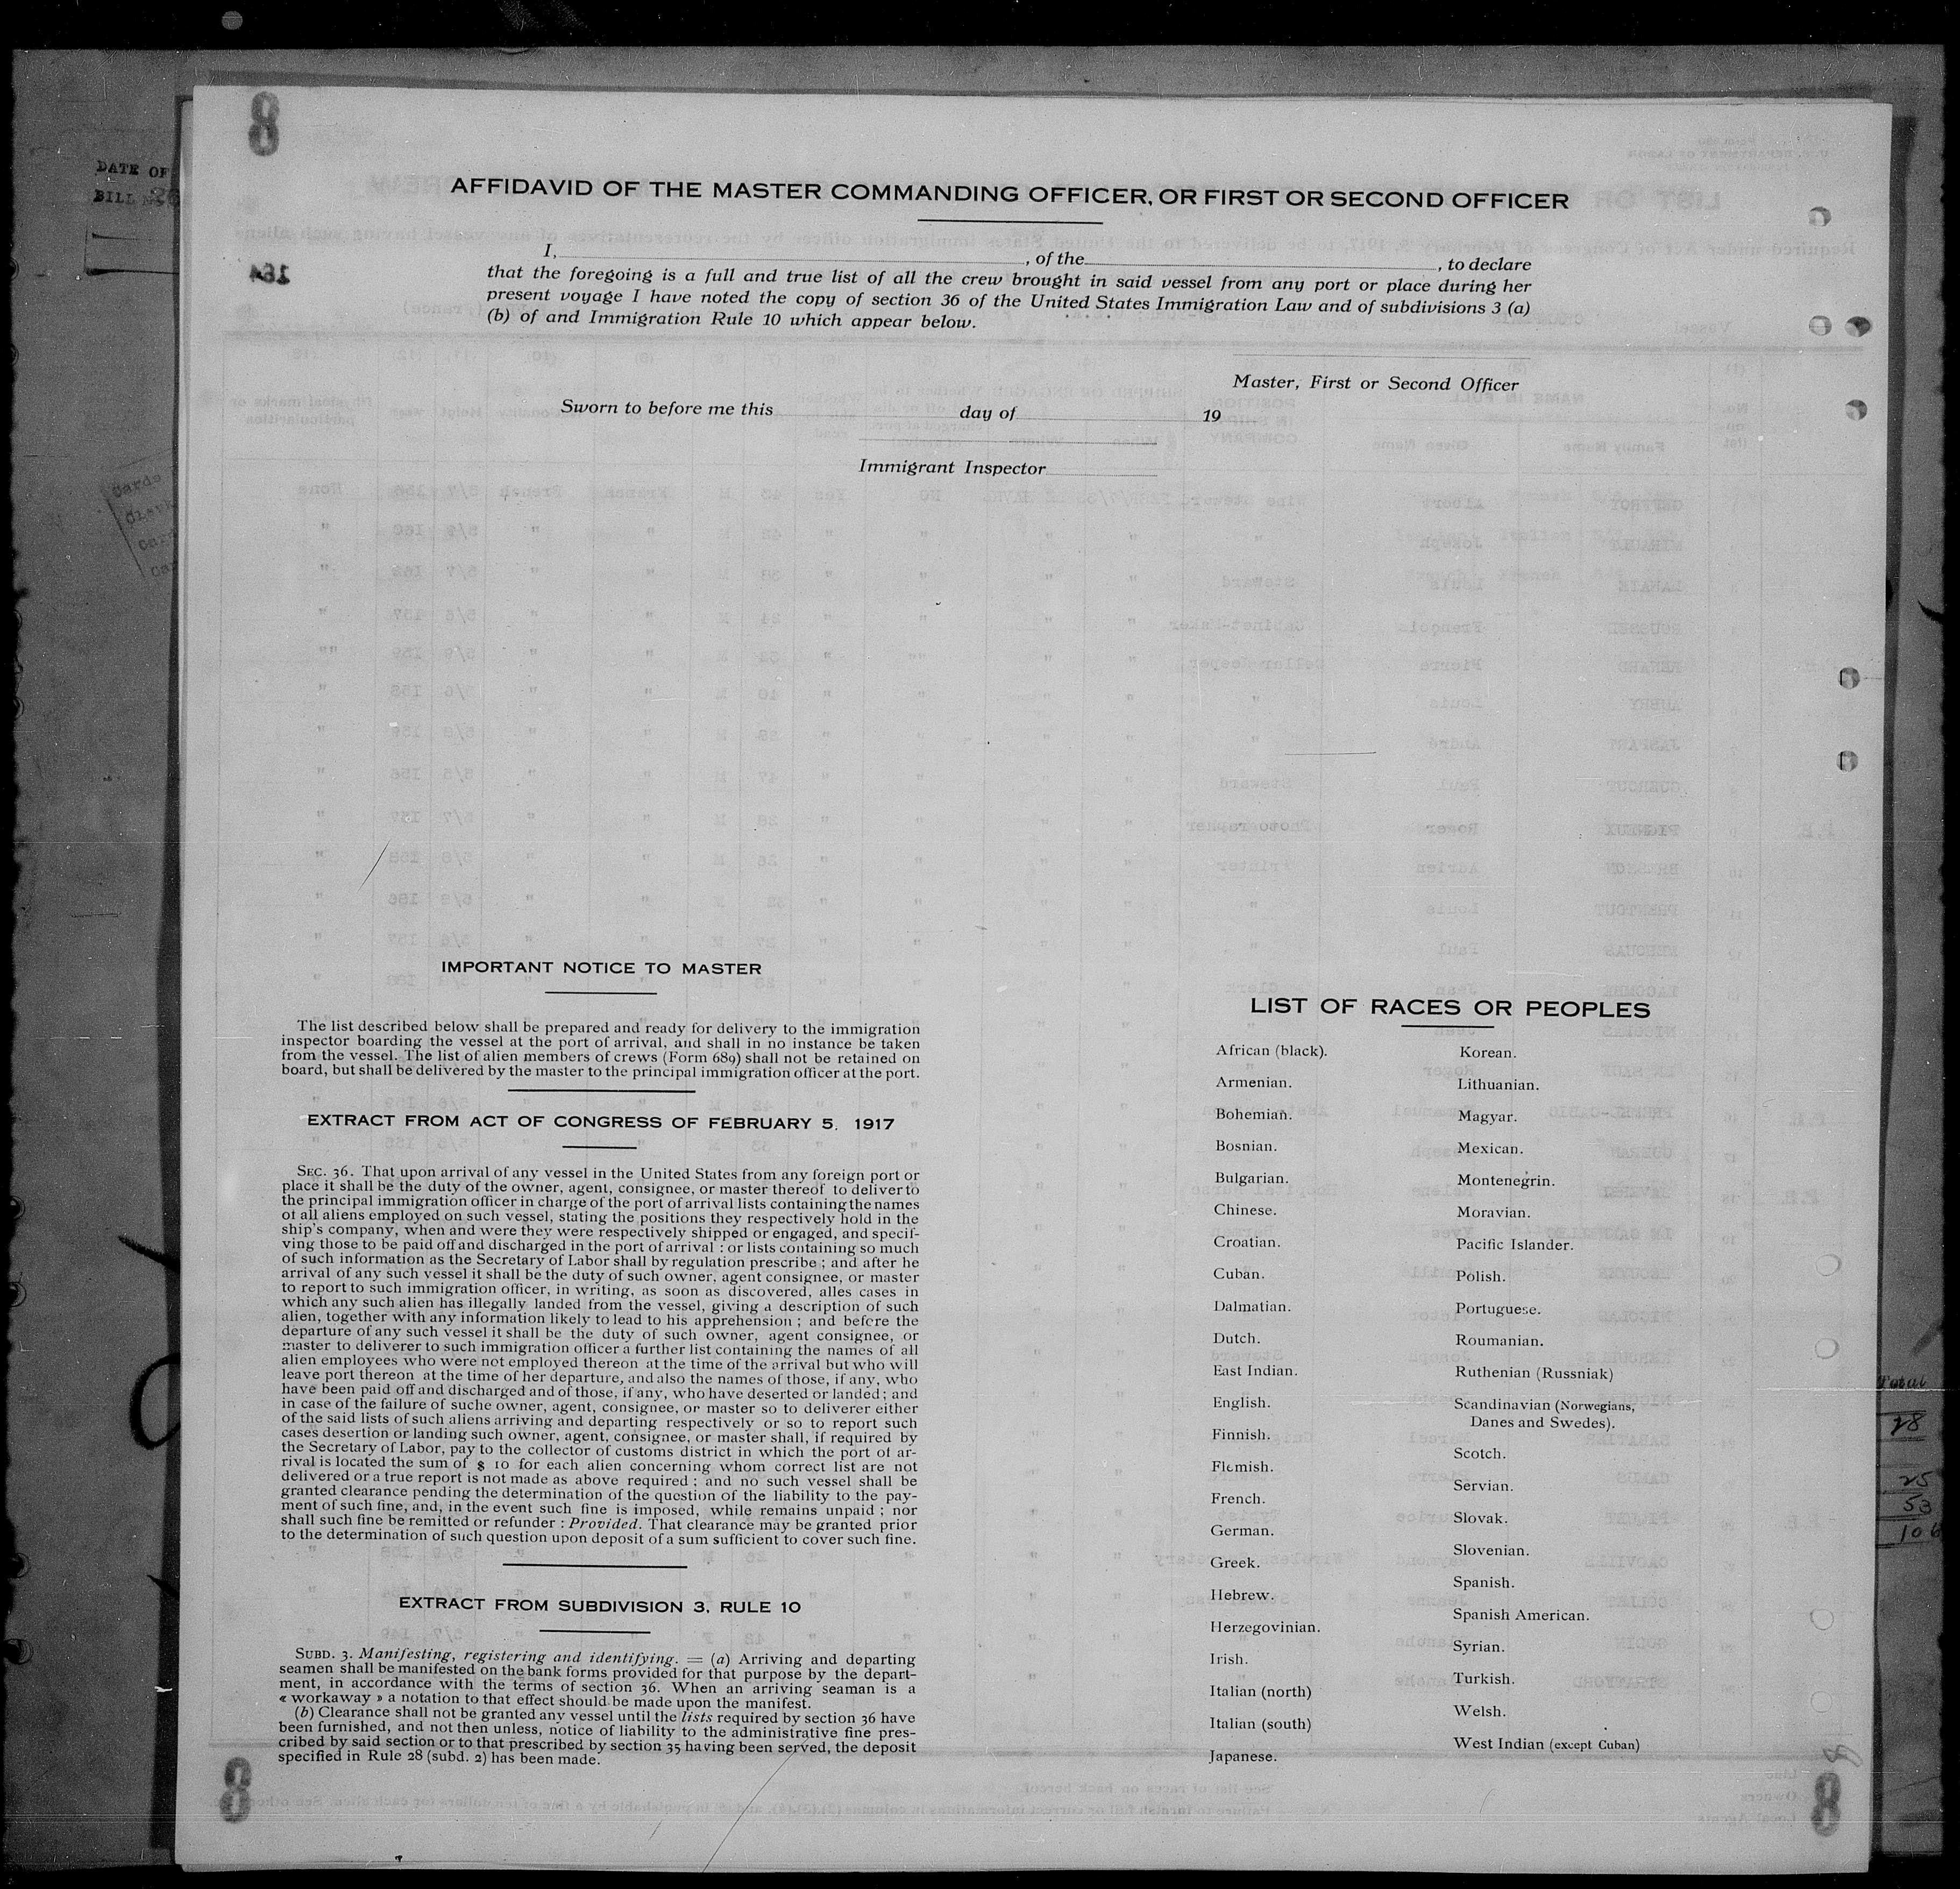 8
DATE OF
BILL
AFFIDAVID OF THE MASTER COMMANDING OFFICER, OR FIRST OR SECOND OFFICER
164
I, , of the , to declare
that the foregoing is a full and true list of all the crew brought in said vessel from any port or place during her
present voyage I have noted the copy of section 36 of the United States Immigration Law and of subdivisions 3 (a)
(b) of and Immigration Rule 10 which appear below.
Master, First or Second Officer
Sworn to before me this day of 19
Immigrant Inspector
IMPORTANT NOTICE TO MASTER
The list described below shall be prepared and ready for delivery to the immigration
inspector boarding the vessel at the port of arrival, and shall in no instance be taken
from the vessel. The list of alien members of crews (Form 689) shall not be retained on
board, but shall be delivered by the master to the principal immigration officer at the port.
EXTRACT FROM ACT OF CONGRESS OF FEBRUARY 5, 1917
SEC. 36. That upon arrival of any vessel in the United States from any foreign port or
place it shall be the duty of the owner, agent, consignee, or master thereof to deliver to
the principal immigration officer in charge of the port of arrival lists containing the names
ot all aliens employed on such vessel, stating the positions they respectively hold in the
ship's company, when and were they were respectively shipped or engaged, and specif-
ving those to be paid off and discharged in the port of arrival : or lists containing so much
of such information as the Secretary of Labor shall by regulation prescribe ; and after he
arrival of any such vessel it shall be the duty of such owner, agent consignee, or master
to report to such immigration officer, in writing, as soon as discovered, alles cases in
which any such alien has illegally landed from the vessel, giving a description of such
alien, together with any information likely to lead to his apprehension ; and before the
departure of any such vessel it shall be the duty of such owner, agent consignee, or
master to deliverer to such immigration officer a further list containing the names of all
alien employees who were not employed thereon at the time of the arrival but who will
leave port thereon at the time of her departure, and also the names of those, if any, who
have been paid off and discharged and of those, if any, who have deserted or landed ; and
in case of the failure of suche owner, agent, consignee, or master so to deliverer either
of the said lists of such aliens arriving and departing respectively or so to report such
cases desertion or landing such owner, agent, consignee, or master shall, if required by
the Secretary of Labor, pay to the collector of customs district in which the port of ar-
rival is located the sum of $ 10 for each alien concerning whom correct list are not
delivered or a true report is not made as above required ; and no such vessel shall be
granted clearance pending the determination of the question of the liability to the pay-
ment of such fine, and, in the event such fine is imposed, while remains unpaid ; nor
shall such fine be remitted or refunder : Provided. That clearance may be granted prior
to the determination of such question upon deposit of a sum sufficient to cover such fine.
EXTRACT FROM SUBDIVISION 3, RULE 10
SUBD. 3. Manifesting, registering and identifying. = (a) Arriving and departing
seamen shall be manifested on the bank forms provided for that purpose by the depart-
ment, in accordance with the terms of section 36. When an arriving seaman is a
« workaway » a notation to that effect should be made upon the manifest.
(b) Clearance shall not be granted any vessel until the lists required by section 36 have
been furnished, and not then unless, notice of liability to the administrative fine pres-
cribed by said section or to that prescribed by section 35 having been served, the deposit
specified in Rule 28 (subd. 2) has been made.
LIST OF RACES OR PEOPLES
African (black).
Armenian.
Bohemian.
Bosnian.
Bulgarian.
Chinese.
Croatian.
Cuban.
Dalmatian.
Dutch.
East Indian.
English.
Finnish.
Flemish.
French.
German.
Greek.
Hebrew.
Herzegovinian.
Irish.
Italian (north)
Italian (south)
Japanese.
Korean.
Lithuanian.
Magyar.
Mexican.
Montenegrin.
Moravian.
Pacific Islander.
Polish.
Portuguese.
Roumanian.
Ruthenian (Russniak)
Scandinavian (Norwegians,
Danes and Swedes).
Scotch.
Servian.
Slovak.
Slovenian.
Spanish.
Spanish American.
Syrian.
Turkish.
Welsh.
West Indian (except Cuban)
Total
28
25
53
106
8
8